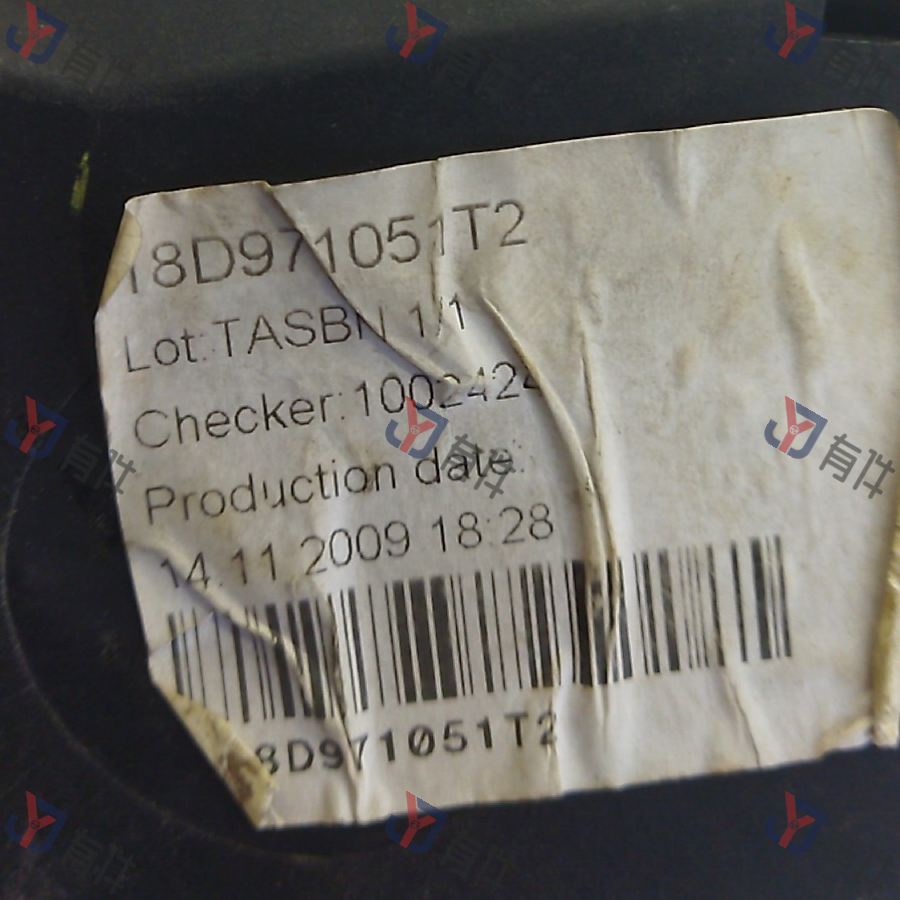 18D971051T2
Lot:TASBN 1/1
Checker:1002424
Production date:
14.11.2009 18:28
8D971051T2
有件